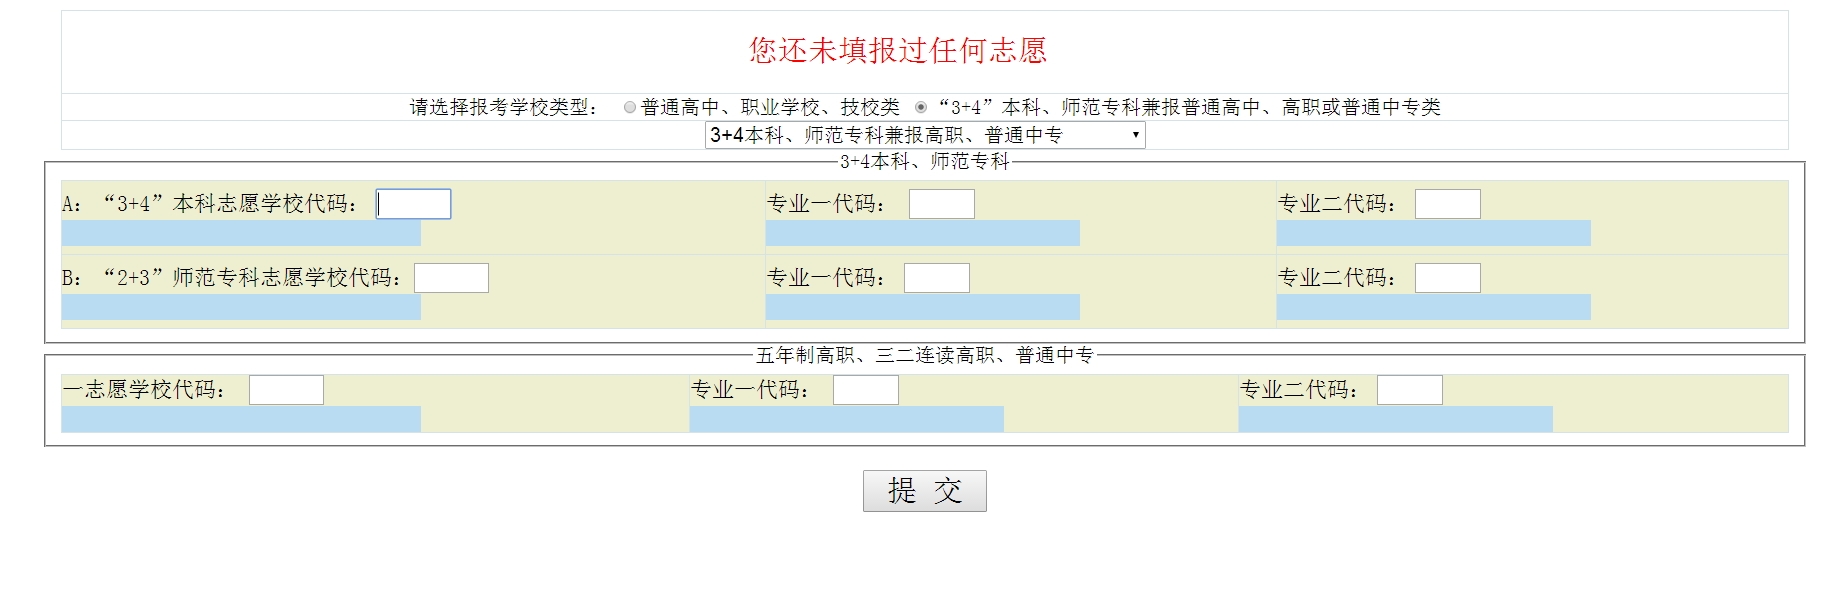 您还未填报过任何志愿
请选择报考学校类型： 普通高中、职业学校、技校类 “3+4”本科、师范专科兼报普通高中、高职或普通中专类
3+4本科、师范专科兼报高职、普通中专
3+4本科、师范专科
A：“3+4”本科志愿学校代码： 专业一代码： 专业二代码：
B：“2+3”师范专科志愿学校代码： 专业一代码： 专业二代码：
五年制高职、三二连读高职、普通中专
一志愿学校代码： 专业一代码： 专业二代码：
提 交